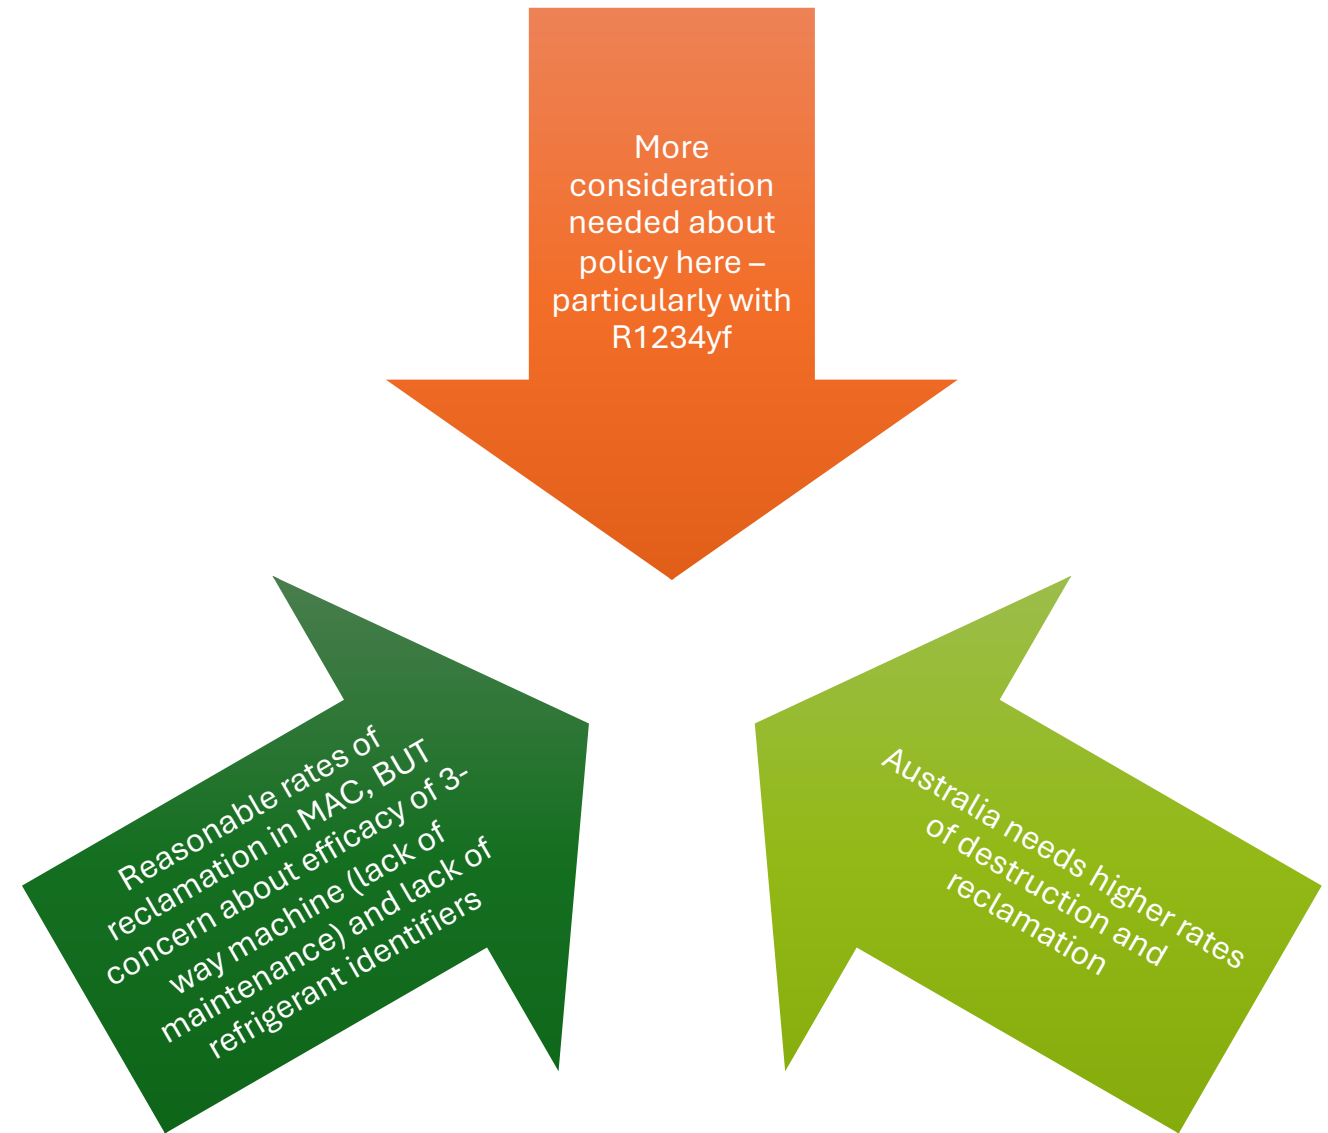 More
consideration
needed about
policy here –
particularly with
R1234yf
Reasonable rates of
reclamation in MAC, BUT
concern about efficacy of 3-
way machine (lack of
maintenance) and lack of
refrigerant identifiers
Australia needs higher rates
of destruction and
reclamation